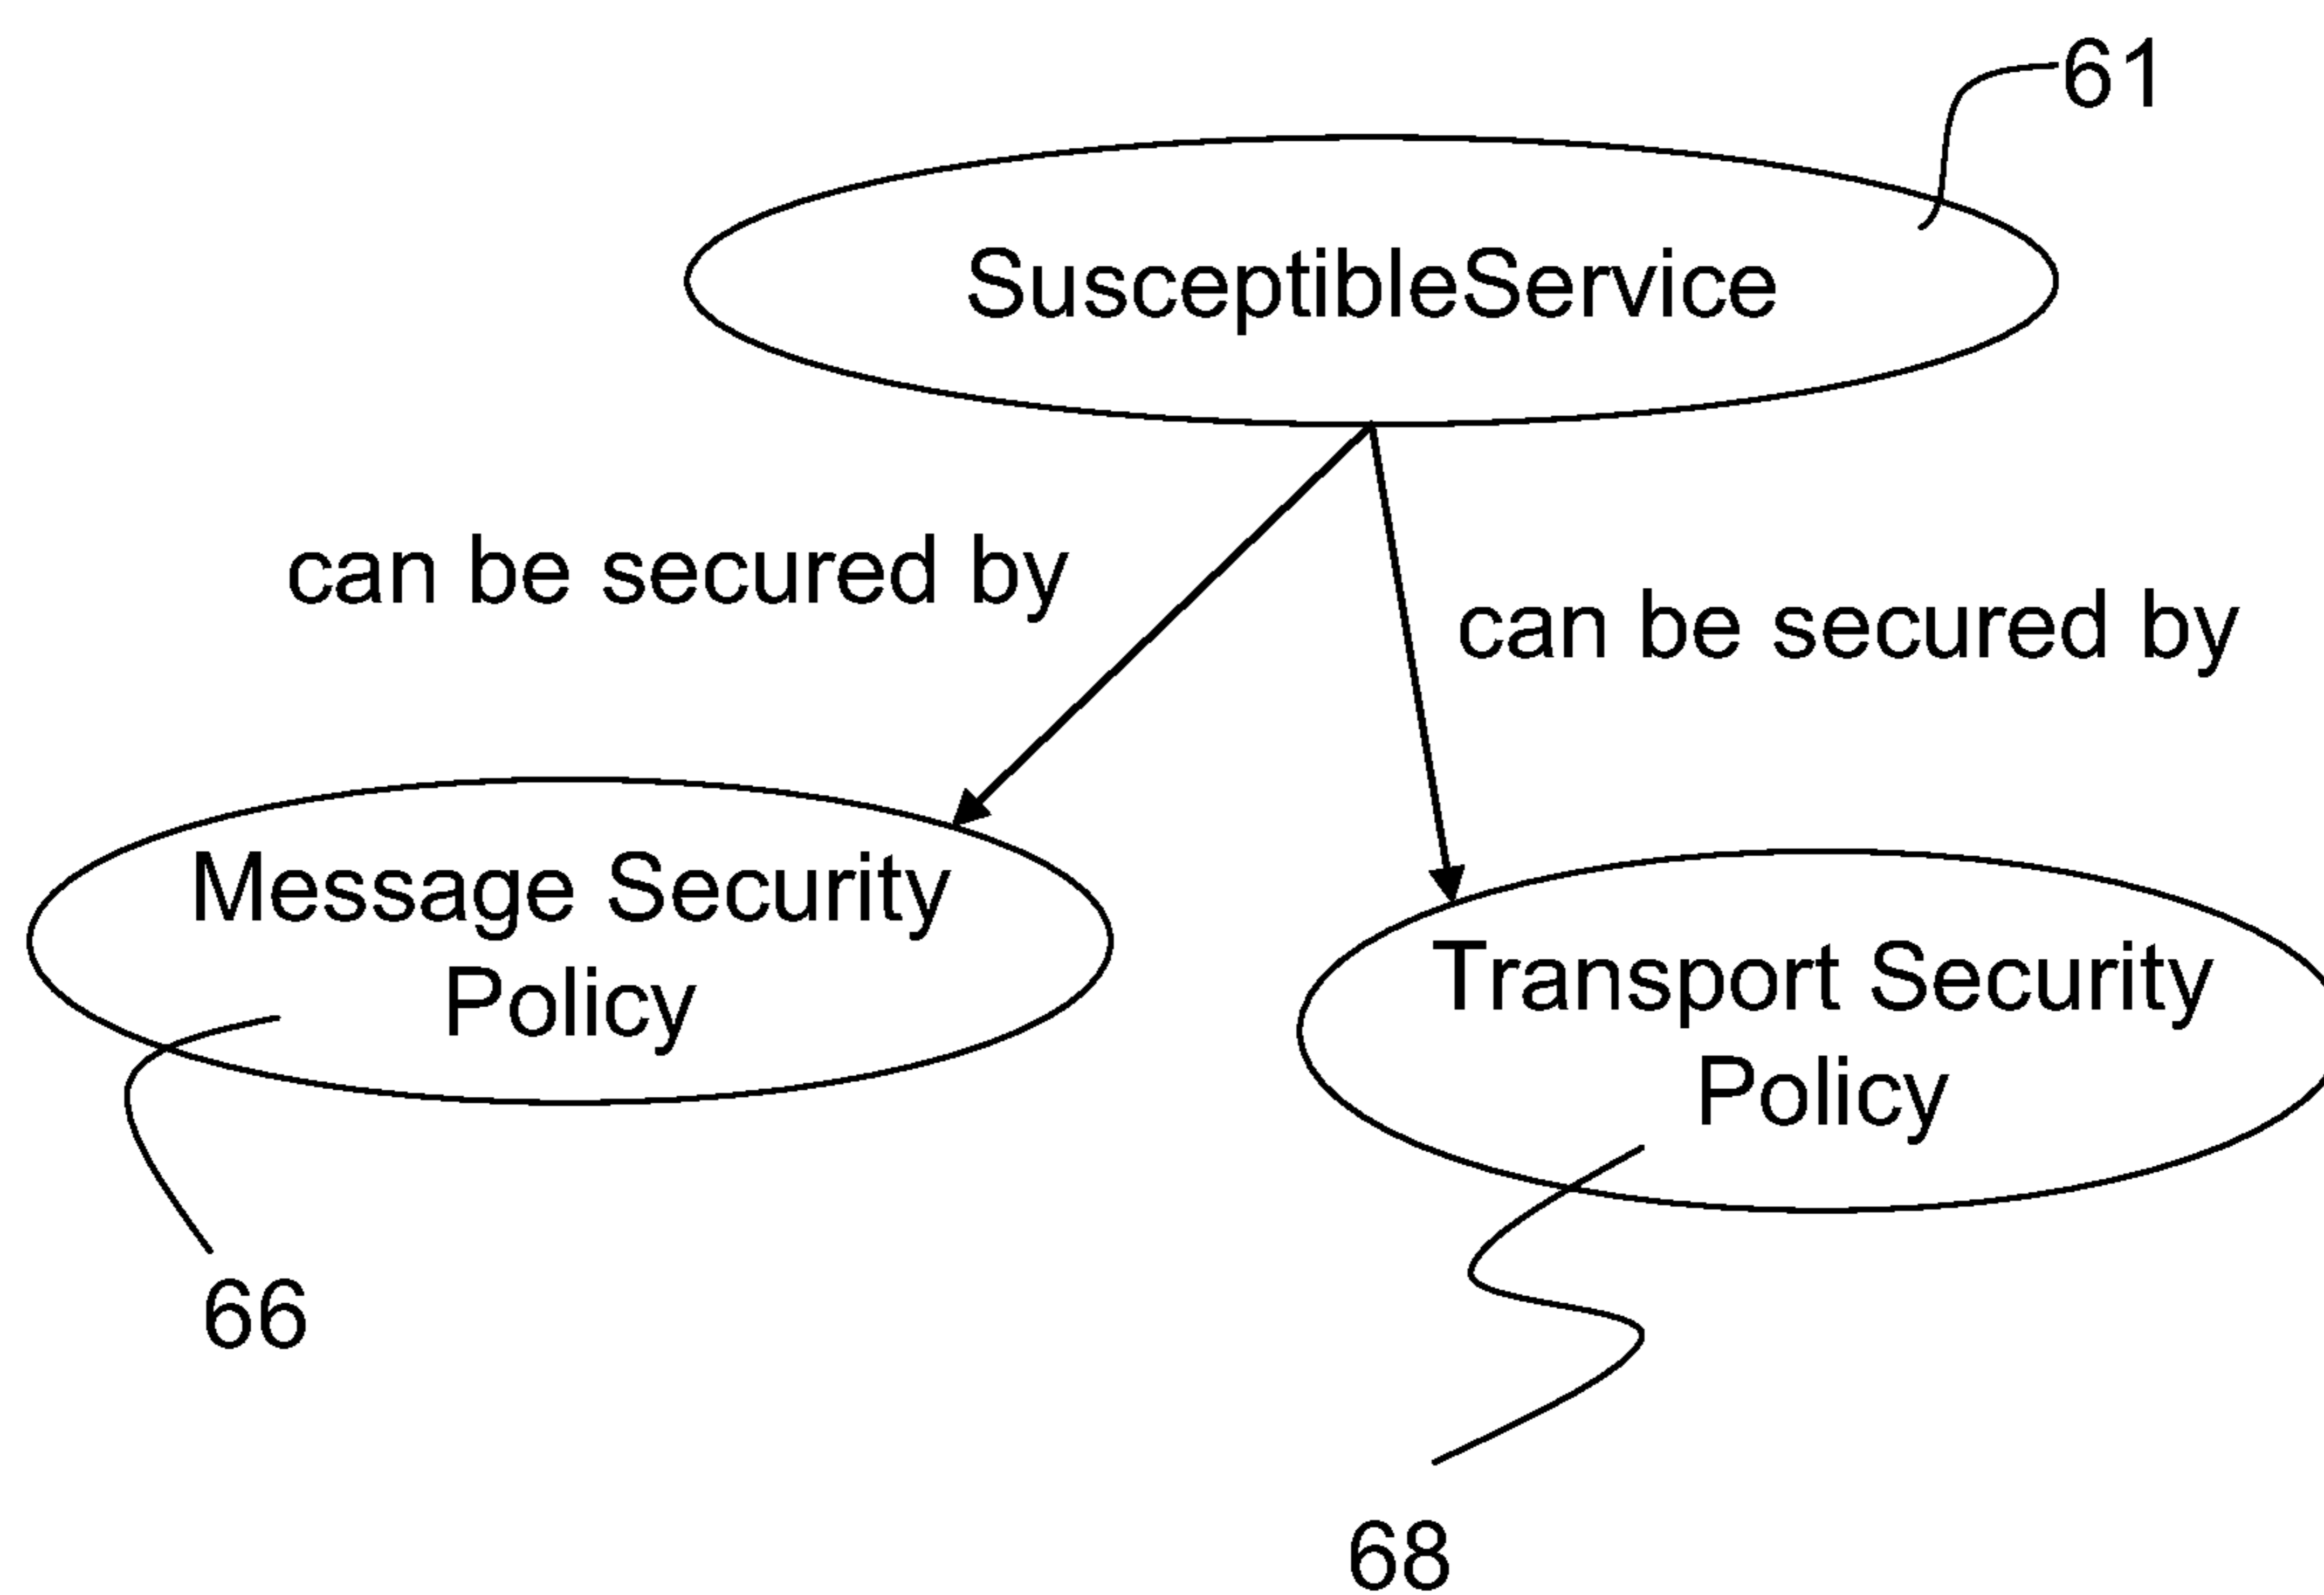 61
SusceptibleService
can be secured by
can be secured by
Message Security
Policy
Transport Security
Policy
66
68